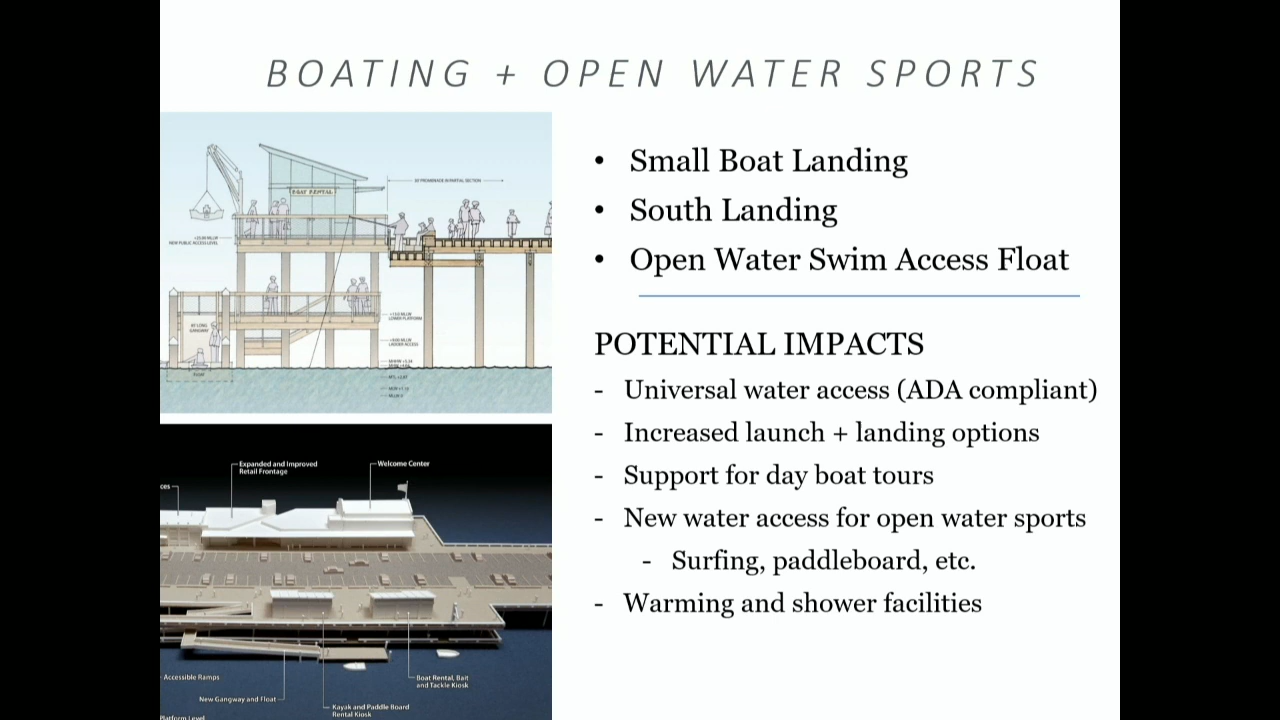 BOATING + OPEN WATER SPORTS
BOAT RENTAL
• Small Boat Landing
• South Landing
• Open Water Swim Access Float
POTENTIAL IMPACTS
- Universal water access (ADA compliant)
- Increased launch + landing options
- Support for day boat tours
- New water access for open water sports
- Surfing, paddleboard, etc.
- Warming and shower facilities
Expanded and Improved
Retail Frontage
Welcome Center
Accessible Ramps
New Gangway and Float
Kayak and Paddle Board
Rental Kiosk
Boat Rental, Bait
and Tackle Kiosk
Platform Level